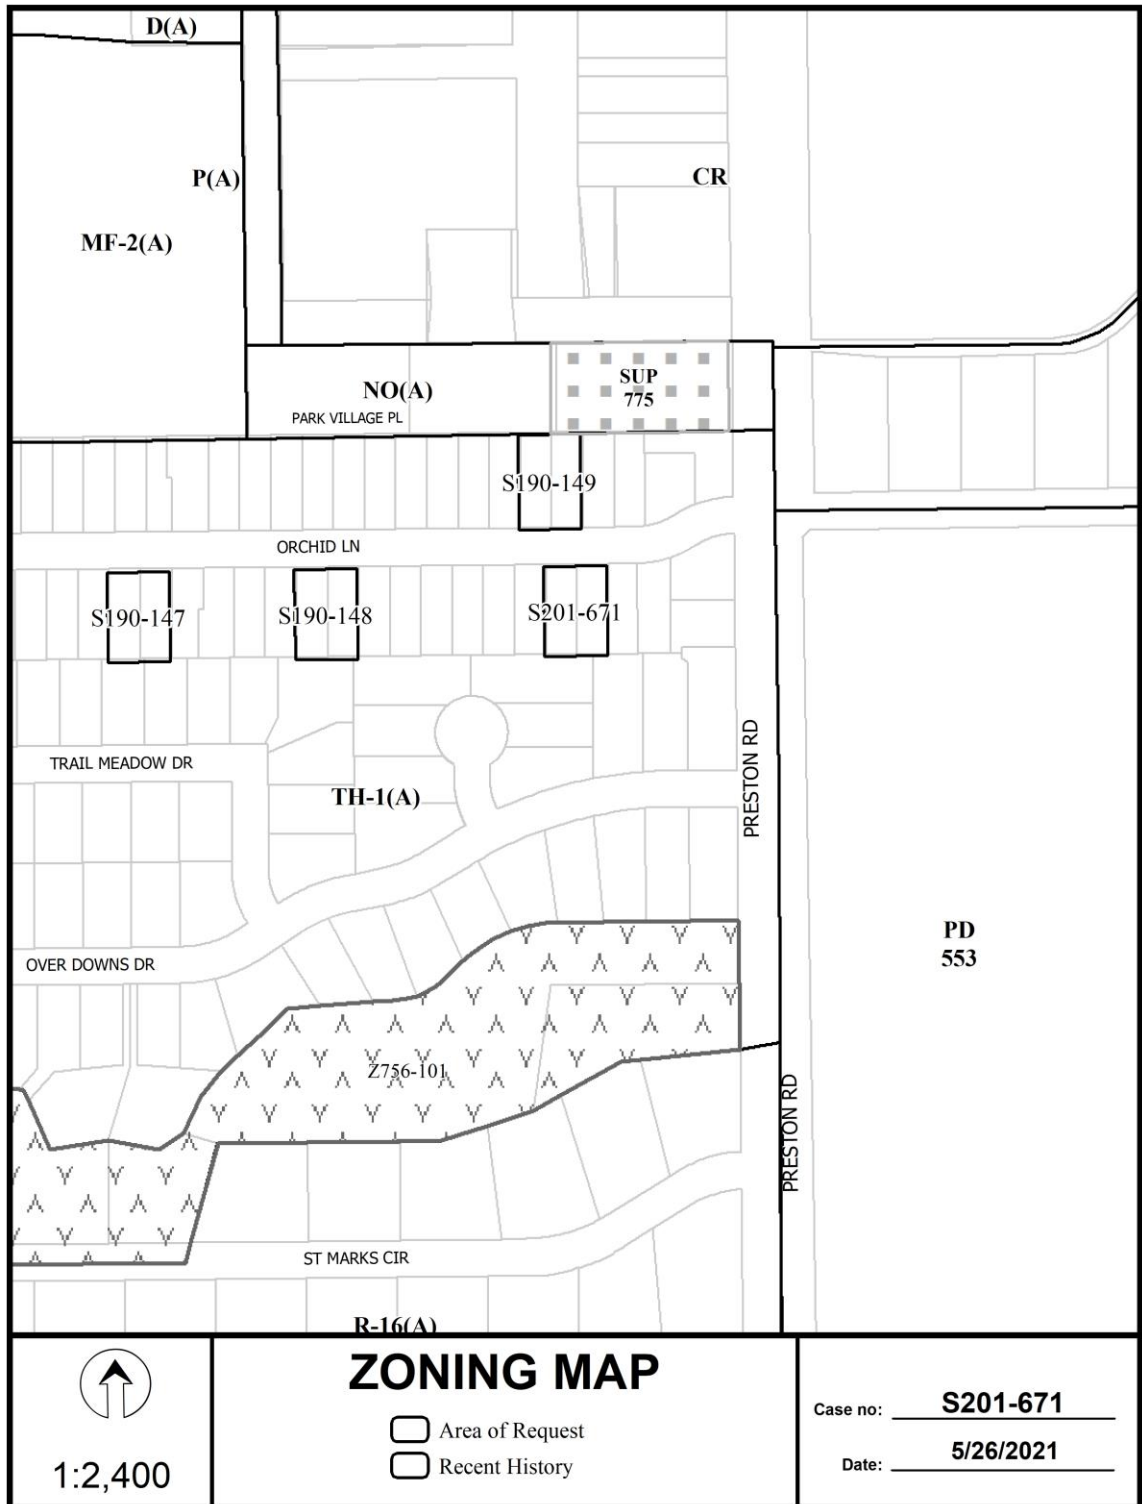 D(A)
P(A)
CR
MF-2(A)
SUP
775
NO(A)
PARK VILLAGE PL
S190-149
ORCHID LN
S190-147
S190-148
S201-671
PRESTON RD
TRAIL MEADOW DR
TH-1(A)
PD
553
OVER DOWNS DR
Z756-101
PRESTON RD
ST MARKS CIR
R-16(A)
ZONING MAP
Area of Request
Recent History
1:2,400
Case no: S201-671
Date: 5/26/2021